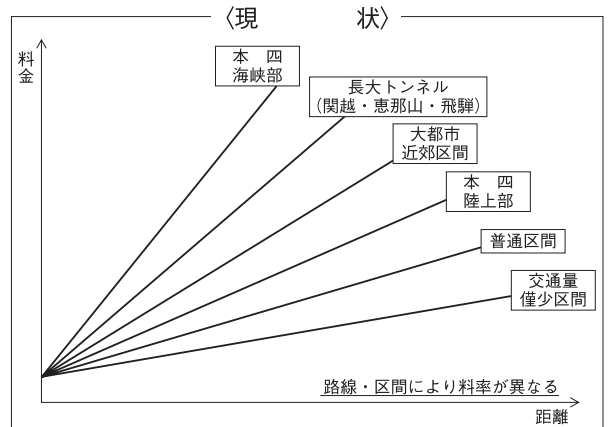 〈現　　　状〉
料金
本　四
海峡部
長大トンネル
（関越・恵那山・飛騨）
大都市
近郊区間
本　四
陸上部
普通区間
交通量
僅少区間
路線・区間により料率が異なる
距離